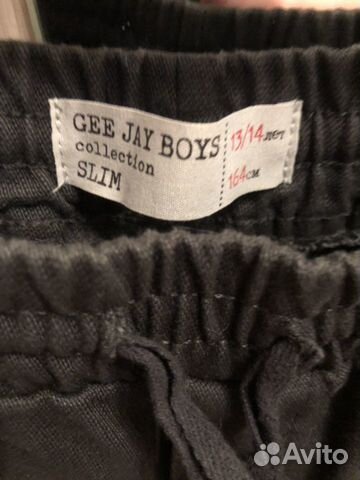 GEE JAY BOYS
collection
SLIM
13/14 лет
164 см
Avito